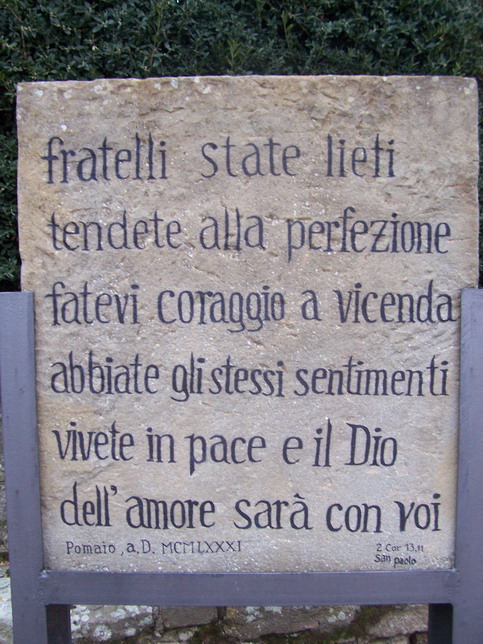 fratelli state lieti
tendete alla perfezione
fatevi coraggio a vicenda
abbiate gli stessi sentimenti
vivete in pace e il Dio
dell'amore sarà con voi
Pomaio, a.D. MCMLXXXI
2 Cor 13,11
San paolo